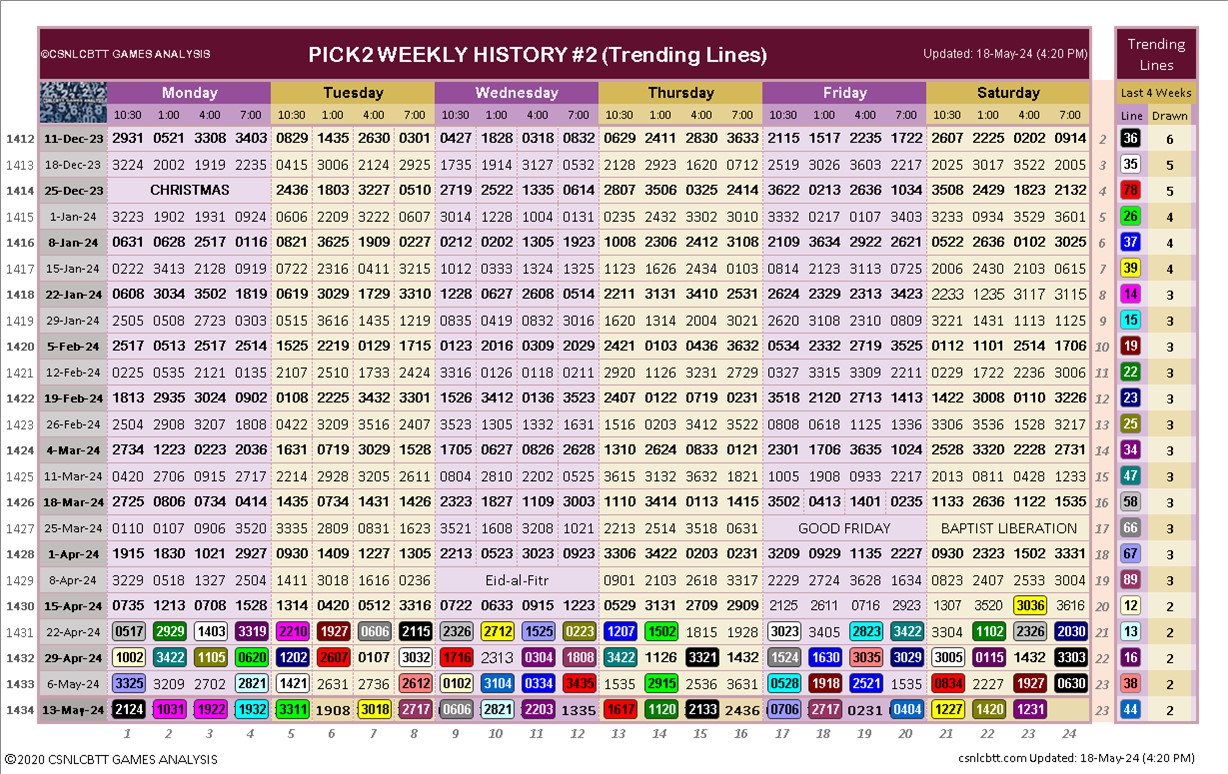 ©CSNLCBTT GAMES ANALYSIS PICK2 WEEKLY HISTORY #2 (Trending Lines) Updated: 18-May-24 (4:20 PM) Trending Lines
Monday Tuesday Wednesday Thursday Friday Saturday Last 4 Weeks
10:30 1:00 4:00 7:00 10:30 1:00 4:00 7:00 10:30 1:00 4:00 7:00 10:30 1:00 4:00 7:00 10:30 1:00 4:00 7:00 10:30 1:00 4:00 7:00 Line Drawn
1412 11-Dec-23 2931 0521 3308 3403 0829 1435 2630 0301 0427 1828 0318 0832 0629 2411 2830 3633 2115 1517 2235 1722 2607 2225 0202 0914 2 36 6
1413 18-Dec-23 3224 2002 1919 2235 0415 3006 2124 2925 1735 1914 3127 0532 2128 2923 1620 0712 2519 3026 3603 2217 2025 3017 3522 2005 3 35 5
1414 25-Dec-23 CHRISTMAS 2436 1803 3227 0510 2719 2522 1335 0614 2807 3506 0325 2414 3622 0213 2636 1034 3508 2429 1823 2132 4 78 5
1415 1-Jan-24 3223 1902 1931 0924 0606 2209 3222 0607 3014 1228 1004 0131 0235 2432 3302 3010 3332 0217 0107 3403 3233 0934 3529 3601 5 26 4
1416 8-Jan-24 0631 0628 2517 0116 0821 3625 1909 0227 0212 0202 1305 1923 1008 2306 2412 3108 2109 3634 2922 2621 0522 2636 0102 3025 6 37 4
1417 15-Jan-24 0222 3413 2128 0919 0722 2316 0411 3215 1012 0333 1324 1325 1123 1626 2434 0103 0814 2123 3113 0725 2006 2430 2103 0615 7 39 4
1418 22-Jan-24 0608 3034 3502 1819 0619 3029 1729 3311 1228 0627 2608 0514 2211 3131 3410 2531 2624 2329 2313 3423 2233 1235 3117 3115 8 14 3
1419 29-Jan-24 2505 0508 2723 0303 0515 3616 1435 1213 0835 0419 0832 3016 1620 1314 2004 3021 2620 3108 2310 0809 3221 1431 1113 1125 9 15 3
1420 5-Feb-24 2517 0513 2517 2514 1525 2219 0129 1715 0123 2016 0309 2029 2421 0103 0436 3632 0534 2332 2719 3525 0112 1101 2514 1706 10 19 3
1421 12-Feb-24 0225 0535 2121 0135 2107 2510 1733 2424 3316 0126 0118 0211 2920 1126 3231 2729 0327 3315 3309 2211 0229 1722 2236 3006 11 22 3
1422 19-Feb-24 1813 2935 3024 0902 0108 2225 3432 3301 1526 3412 0136 3523 2407 0122 0719 0231 3518 2120 2713 1413 1422 3008 0110 3226 12 23 3
1423 26-Feb-24 2504 2908 3207 1808 0422 3209 3516 2407 3523 1305 1332 1631 1516 0203 3412 3522 0808 0618 1125 1336 3306 3536 1528 3217 13 25 3
1424 4-Mar-24 2734 1223 0223 2036 1631 0719 3029 1523 1705 0627 0826 2628 1310 2624 0833 0121 2301 1706 3635 1024 2528 3320 2228 2731 14 34 3
1425 11-Mar-24 0420 2706 0915 2717 2214 2928 3205 2611 0804 2810 2202 0525 3615 3132 3632 1821 1005 1908 0933 2217 2013 0811 0428 1233 15 47 3
1426 18-Mar-24 2725 0806 0734 0414 1435 0734 1431 1426 2323 1827 1109 3003 1110 3414 0113 1415 3502 0413 1401 0235 1133 2636 1122 1535 16 58 3
1427 25-Mar-24 0110 0107 0906 3520 3335 2809 0831 1623 3521 1608 3208 1021 2213 2514 3518 0631 GOOD FRIDAY BAPTIST LIBERATION 17 66 3
1428 1-Apr-24 1915 1830 1021 2927 0930 1409 1227 1305 2213 0523 3023 0923 3306 3422 0203 0231 3209 0929 1135 2227 0930 2323 1502 3331 18 67 3
1429 8-Apr-24 3229 0518 1327 2504 1411 3018 1616 0236 Eid-al-Fitr 0901 2103 2618 3317 2229 2724 3628 1634 0823 2407 2533 3004 19 89 3
1430 15-Apr-24 0735 1213 0708 1528 1314 0420 0512 3316 0722 0633 0915 1223 0529 3131 2709 2909 2125 2611 0716 2923 1307 3520 3036 3618 20 12 2
1431 22-Apr-24 0517 2929 1403 3319 2210 1927 0606 2115 2326 2712 1525 0223 1207 1502 1815 1928 3023 3405 2823 3422 3304 1102 2326 2030 21 13 2
1432 29-Apr-24 1002 3422 1105 0620 1202 2607 0107 3032 1716 2313 0304 1808 3422 1126 3321 1432 1524 1630 3035 3029 3005 0115 1432 3303 22 16 2
1433 6-May-24 3325 3209 2702 2821 1421 2631 2736 2612 0102 3104 0334 3435 1535 2915 2536 3631 0528 1918 2521 1535 0834 2227 1927 0630 23 38 2
1434 13-May-24 2124 1031 1922 1932 3311 1908 3018 2717 0606 2821 2203 1335 1617 1120 2133 2436 0706 2717 0231 0404 1227 1420 1231 23 44 2
1 2 3 4 5 6 7 8 9 10 11 12 13 14 15 16 17 18 19 20 21 22 23 24
©2020 CSNLCBTT GAMES ANALYSIS csnlcbtt.com Updated: 18-May-24 (4:20 PM)